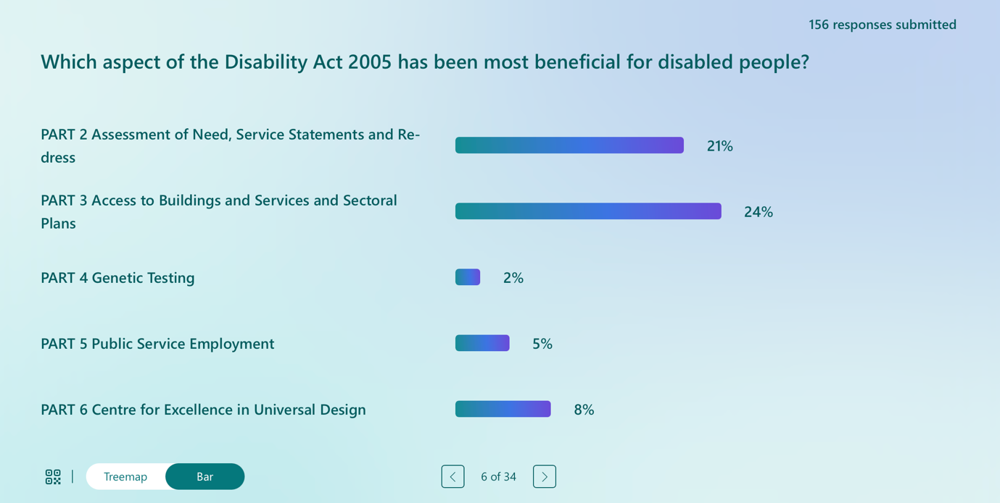 156 responses submitted
Which aspect of the Disability Act 2005 has been most beneficial for disabled people?
PART 2 Assessment of Need, Service Statements and Re-
dress
21%
PART 3 Access to Buildings and Services and Sectoral
Plans
24%
PART 4 Genetic Testing
2%
PART 5 Public Service Employment
5%
PART 6 Centre for Excellence in Universal Design
8%
Treemap
Bar
6 of 34